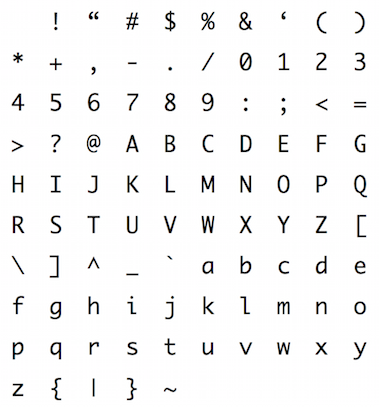 ! “ # $ % & ‘ ( )
* + , - . / 0 1 2 3
4 5 6 7 8 9 : ; < =
> ? @ A B C D E F G
H I J K L M N O P Q
R S T U V W X Y Z [
\ ] ^ _ ` a b c d e
f g h i j k l m n o
p q r s t u v w x y
z { | } ~